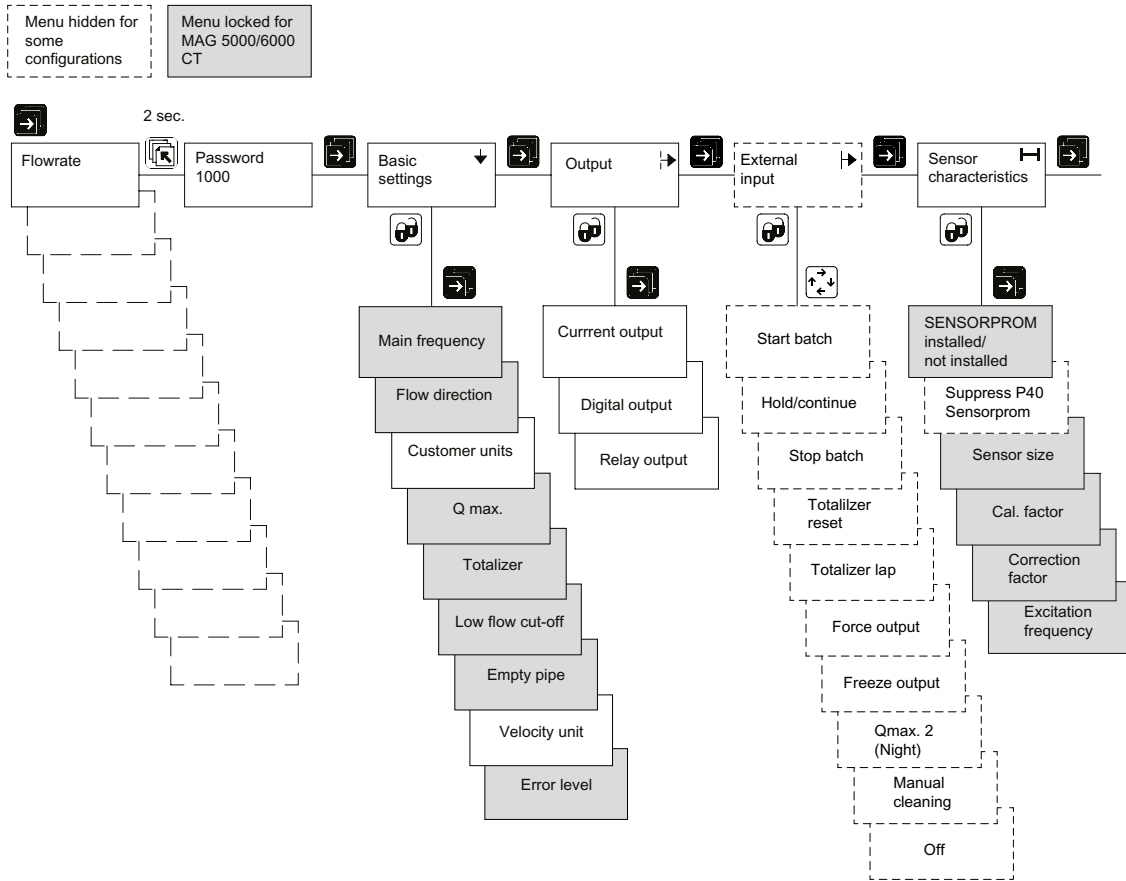 Menu hidden for
some
configurations
Menu locked for
MAG 5000/6000
CT
2 sec.
Flowrate
Password
1000
Basic
settings
Output
External
input
Sensor
characteristics
Main frequency
Flow direction
Customer units
Q max.
Totalizer
Low flow cut-off
Empty pipe
Velocity unit
Error level
Currrent output
Digital output
Relay output
Start batch
Hold/continue
Stop batch
Totalilzer
reset
Totalizer lap
Force output
Freeze output
Qmax. 2
(Night)
Manual
cleaning
Off
SENSORPROM
installed/
not installed
Suppress P40
Sensorprom
Sensor size
Cal. factor
Correction
factor
Excitation
frequency